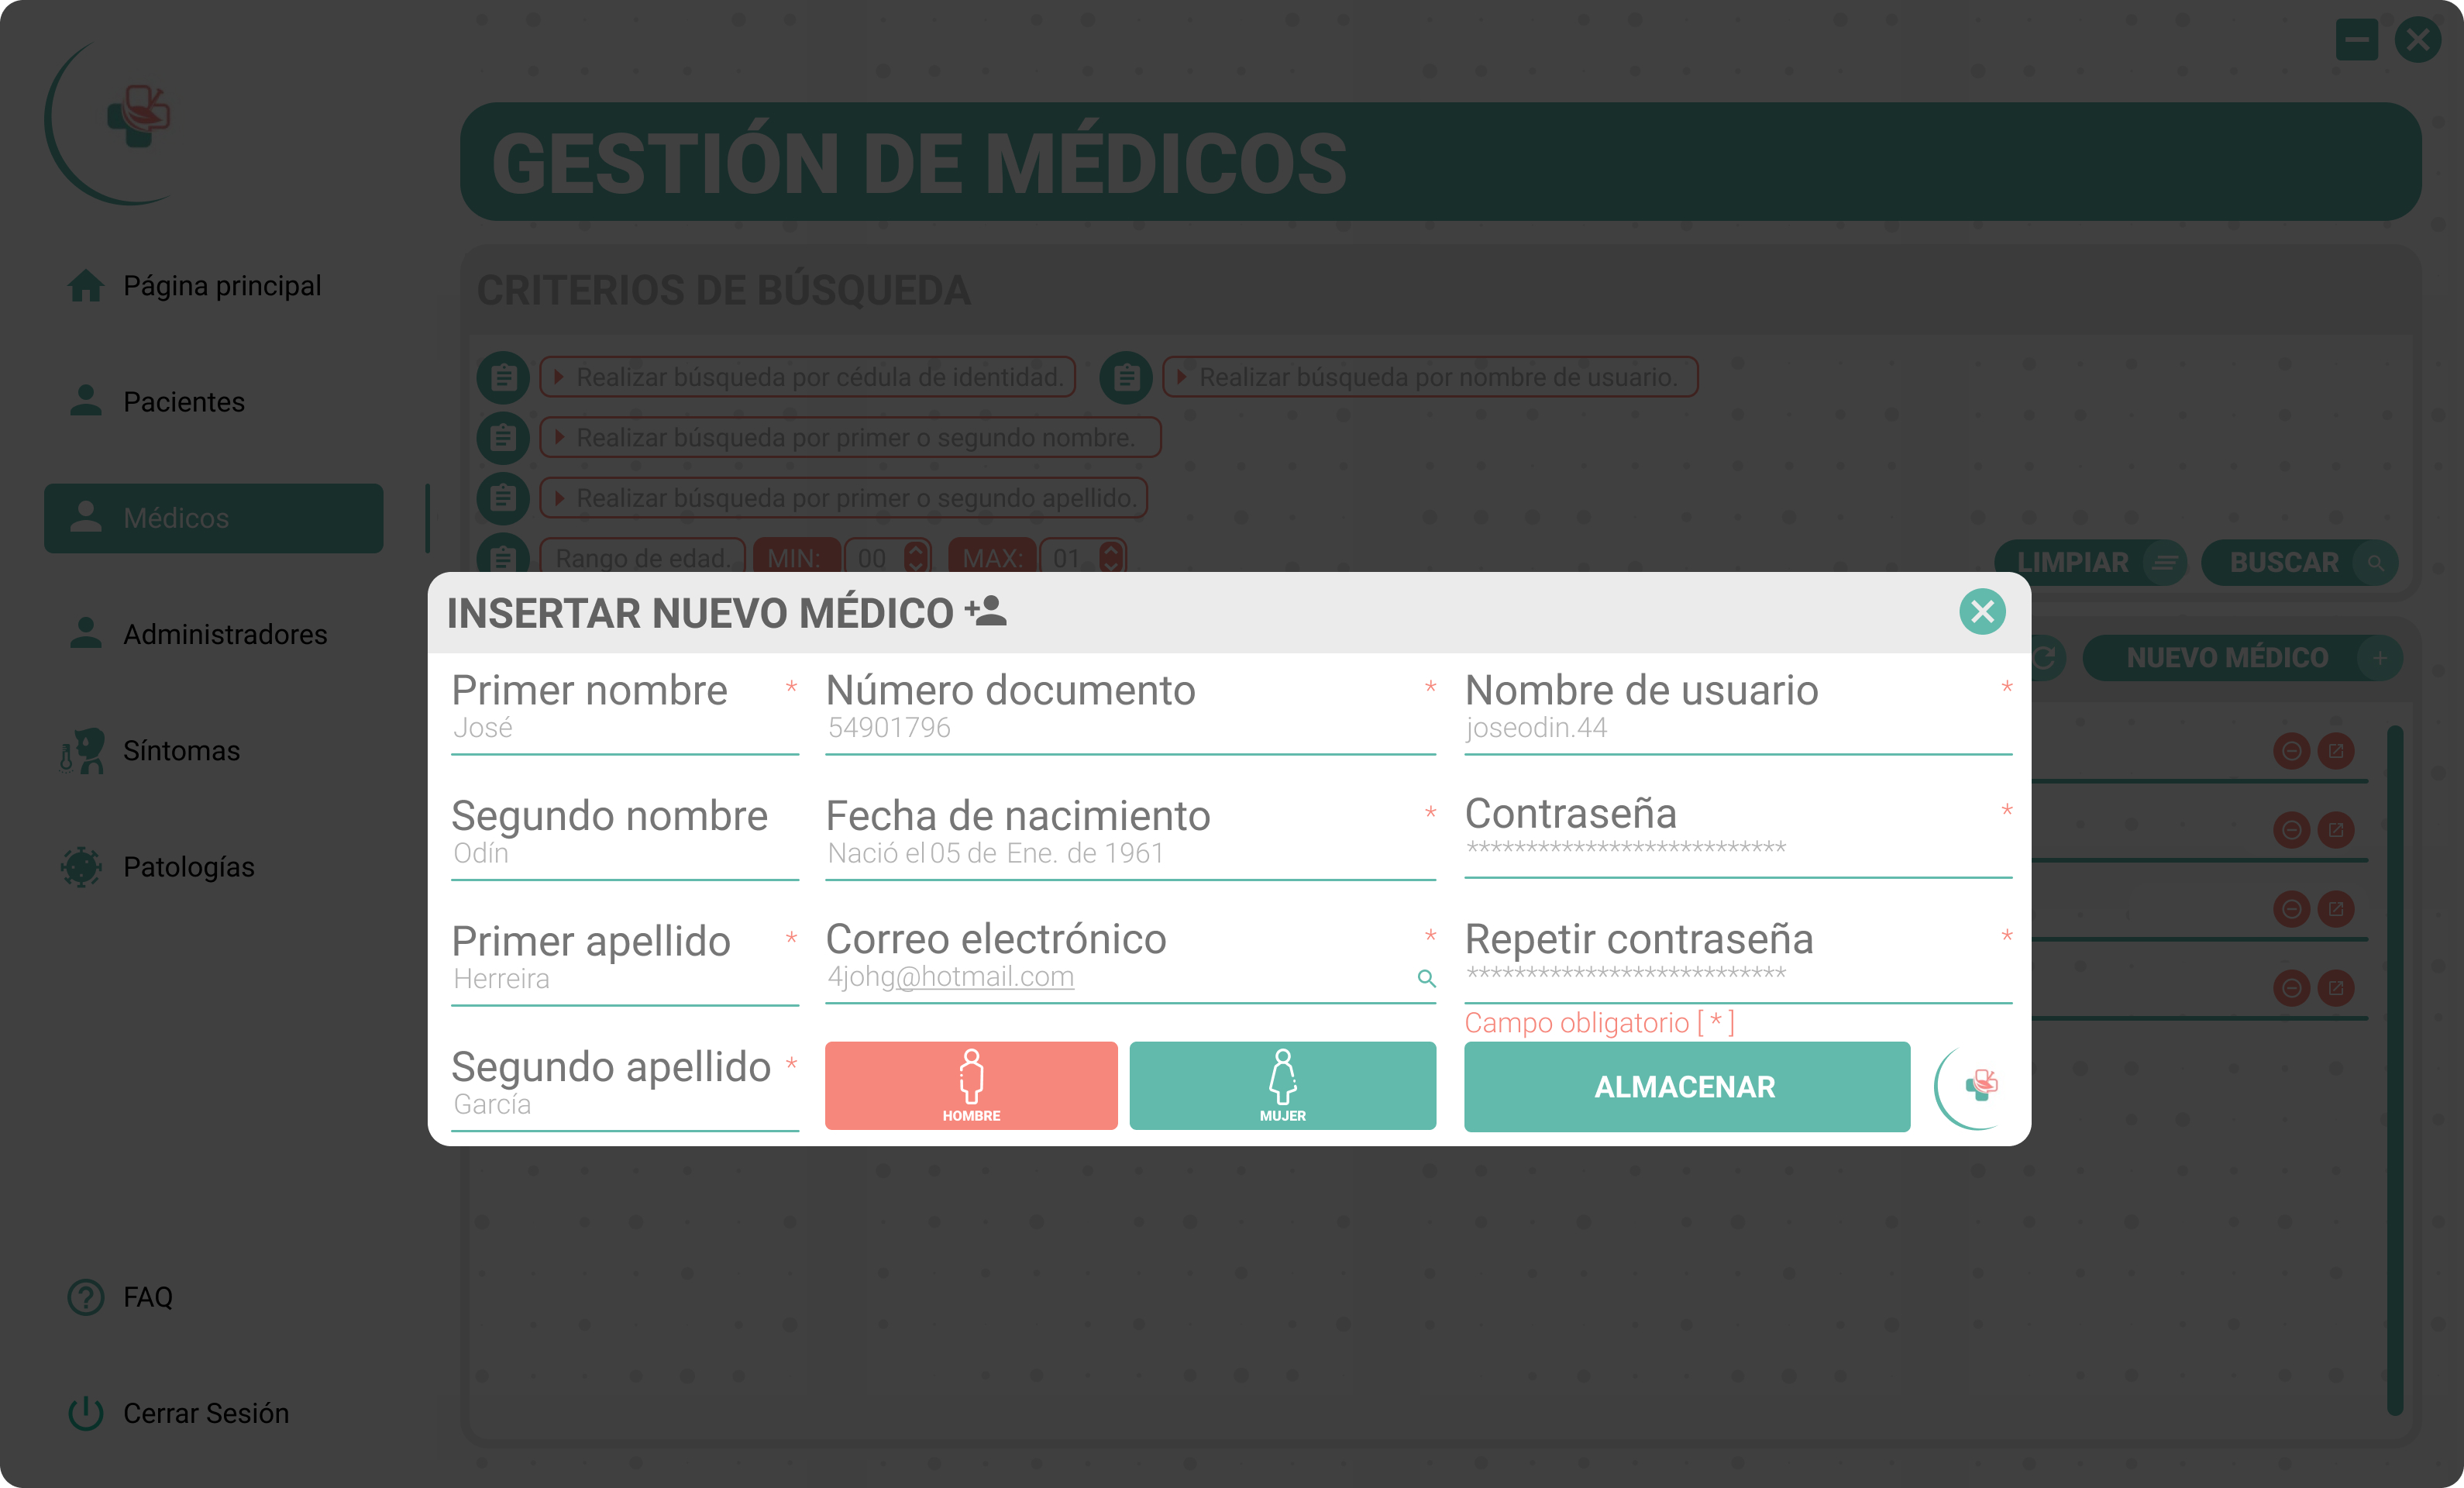 GESTIÓN DE MÉDICOS
CRITERIOS DE BÚSQUEDA
Página principal
Pacientes
Médicos
Administradores
Síntomas
Patologías
FAQ
Cerrar Sesión
Realizar búsqueda por cédula de identidad.
Realizar búsqueda por nombre de usuario.
Realizar búsqueda por primer o segundo nombre.
Realizar búsqueda por primer o segundo apellido.
Rango de edad. MIN: 00 MAX: 01
LIMPIAR
BUSCAR
NUEVO MÉDICO
INSERTAR NUEVO MÉDICO
Primer nombre *
José
Segundo nombre
Odín
Primer apellido *
Herreira
Segundo apellido *
García
Número documento *
54901796
Fecha de nacimiento *
Nació el 05 de Ene. de 1961
Correo electrónico *
4johg@hotmail.com
HOMBRE
MUJER
Nombre de usuario *
joseodin.44
Contraseña *
***************************
Repetir contraseña *
***************************
Campo obligatorio [ * ]
ALMACENAR